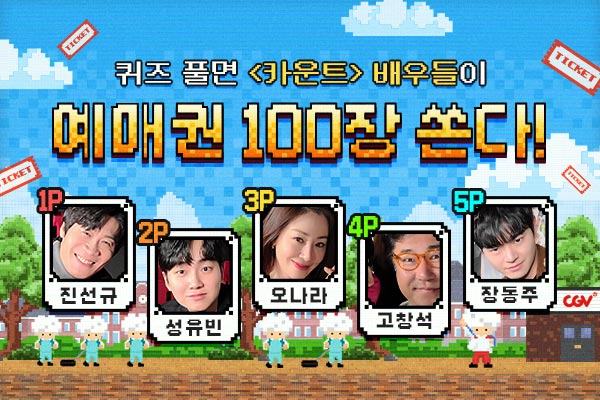 TICKET
TICKET
퀴즈 풀면 <카운트> 배우들이
예매권 100장 쏜다!
TICKET
TICKET
1P
진선규
2P
성유빈
3P
오나라
4P
고창석
5P
장동주
CGV